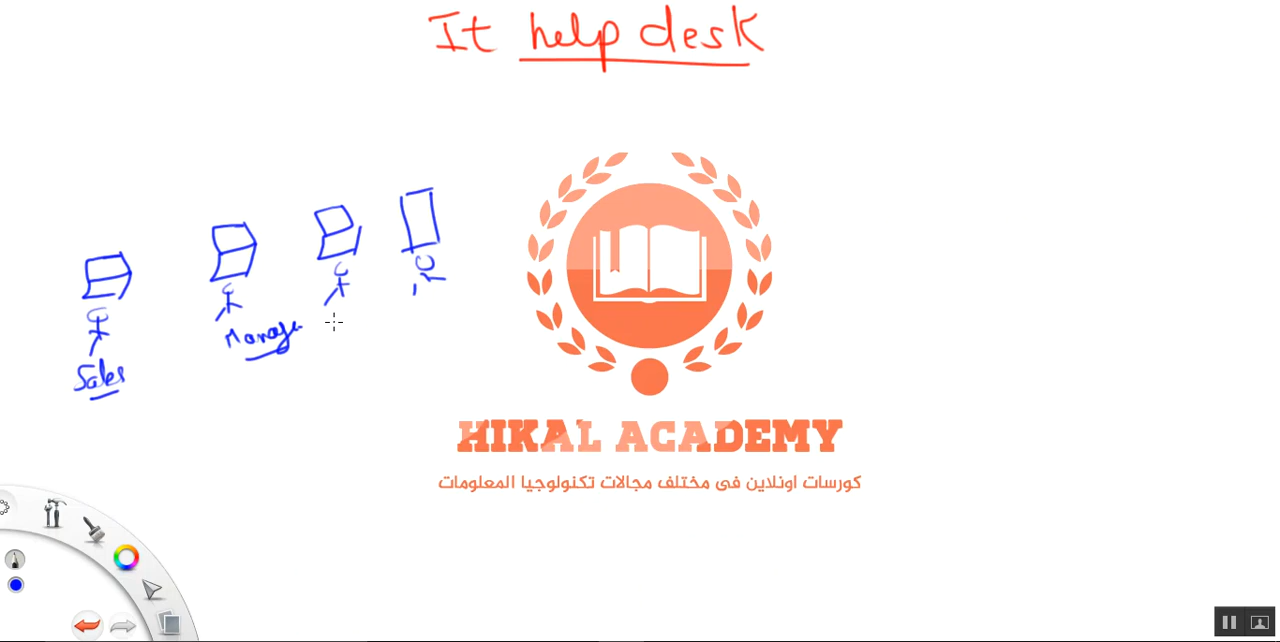 It help desk
Manage
Sales
HIKAL ACADEMY
كورسات اونلاين فى مختلف مجالات تكنولوجيا المعلومات